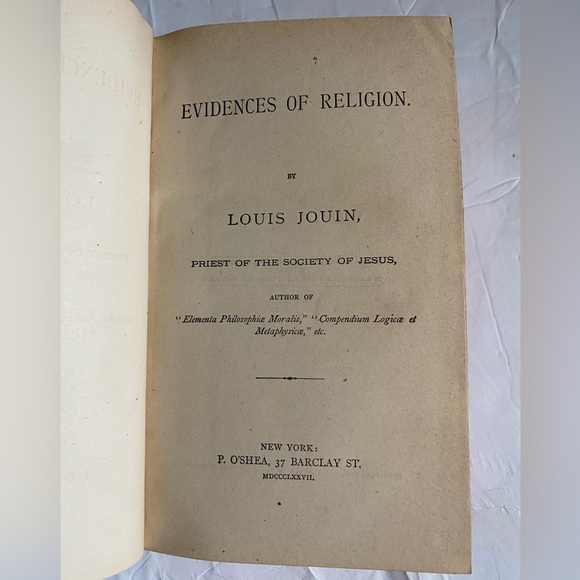 EVIDENCES OF RELIGION.
BY
LOUIS JOUIN,
PRIEST OF THE SOCIETY OF JESUS,
AUTHOR OF
"Elementa Philosophiæ Moralis," "Compendium Logicæ et
Metaphysicæ," etc.
NEW YORK:
P. O'SHEA, 37 BARCLAY ST.
MDCCCLXXVII.